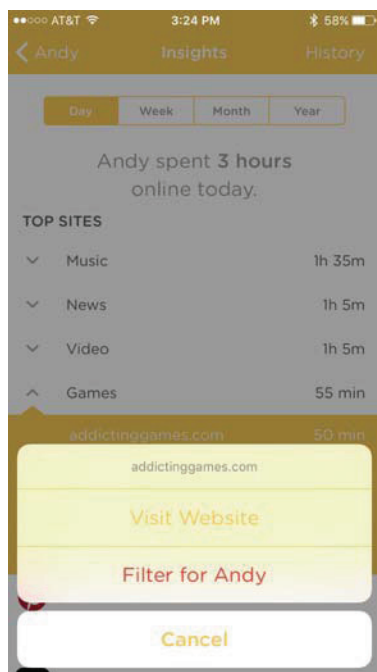 AT&T 3:24 PM 58%
Andy Insights History
Day Week Month Year
Andy spent 3 hours
online today.
TOP SITES
Music 1h 35m
News 1h 5m
Video 1h 5m
Games 55 min
addictinggames.com 50 min
addictinggames.com
Visit Website
Filter for Andy
Cancel